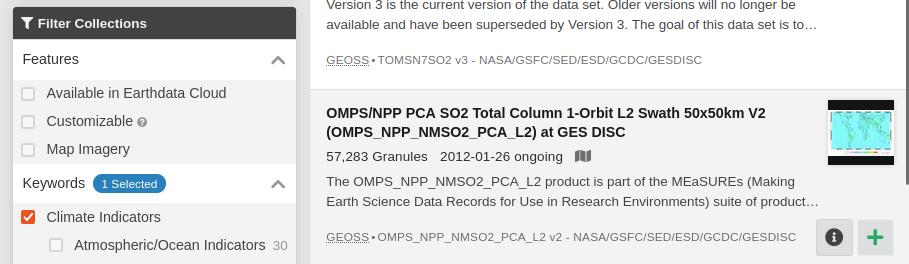 Filter Collections
Features
Available in Earthdata Cloud
Customizable
Map Imagery
Keywords 1 Selected
Climate Indicators
Atmospheric/Ocean Indicators 30
Version 3 is the current version of the data set. Older versions will no longer be
available and have been superseded by Version 3. The goal of this data set is to…
GEOSS • TOMSN7SO2 v3 - NASA/GSFC/SED/ESD/GCDC/GESDISC
OMPS/NPP PCA SO2 Total Column 1-Orbit L2 Swath 50x50km V2
(OMPS_NPP_NMSO2_PCA_L2) at GES DISC
57,283 Granules 2012-01-26 ongoing
The OMPS_NPP_NMSO2_PCA_L2 product is part of the MEaSUREs (Making
Earth Science Data Records for Use in Research Environments) suite of product…
GEOSS • OMPS_NPP_NMSO2_PCA_L2 v2 - NASA/GSFC/SED/ESD/GCDC/GESDISC